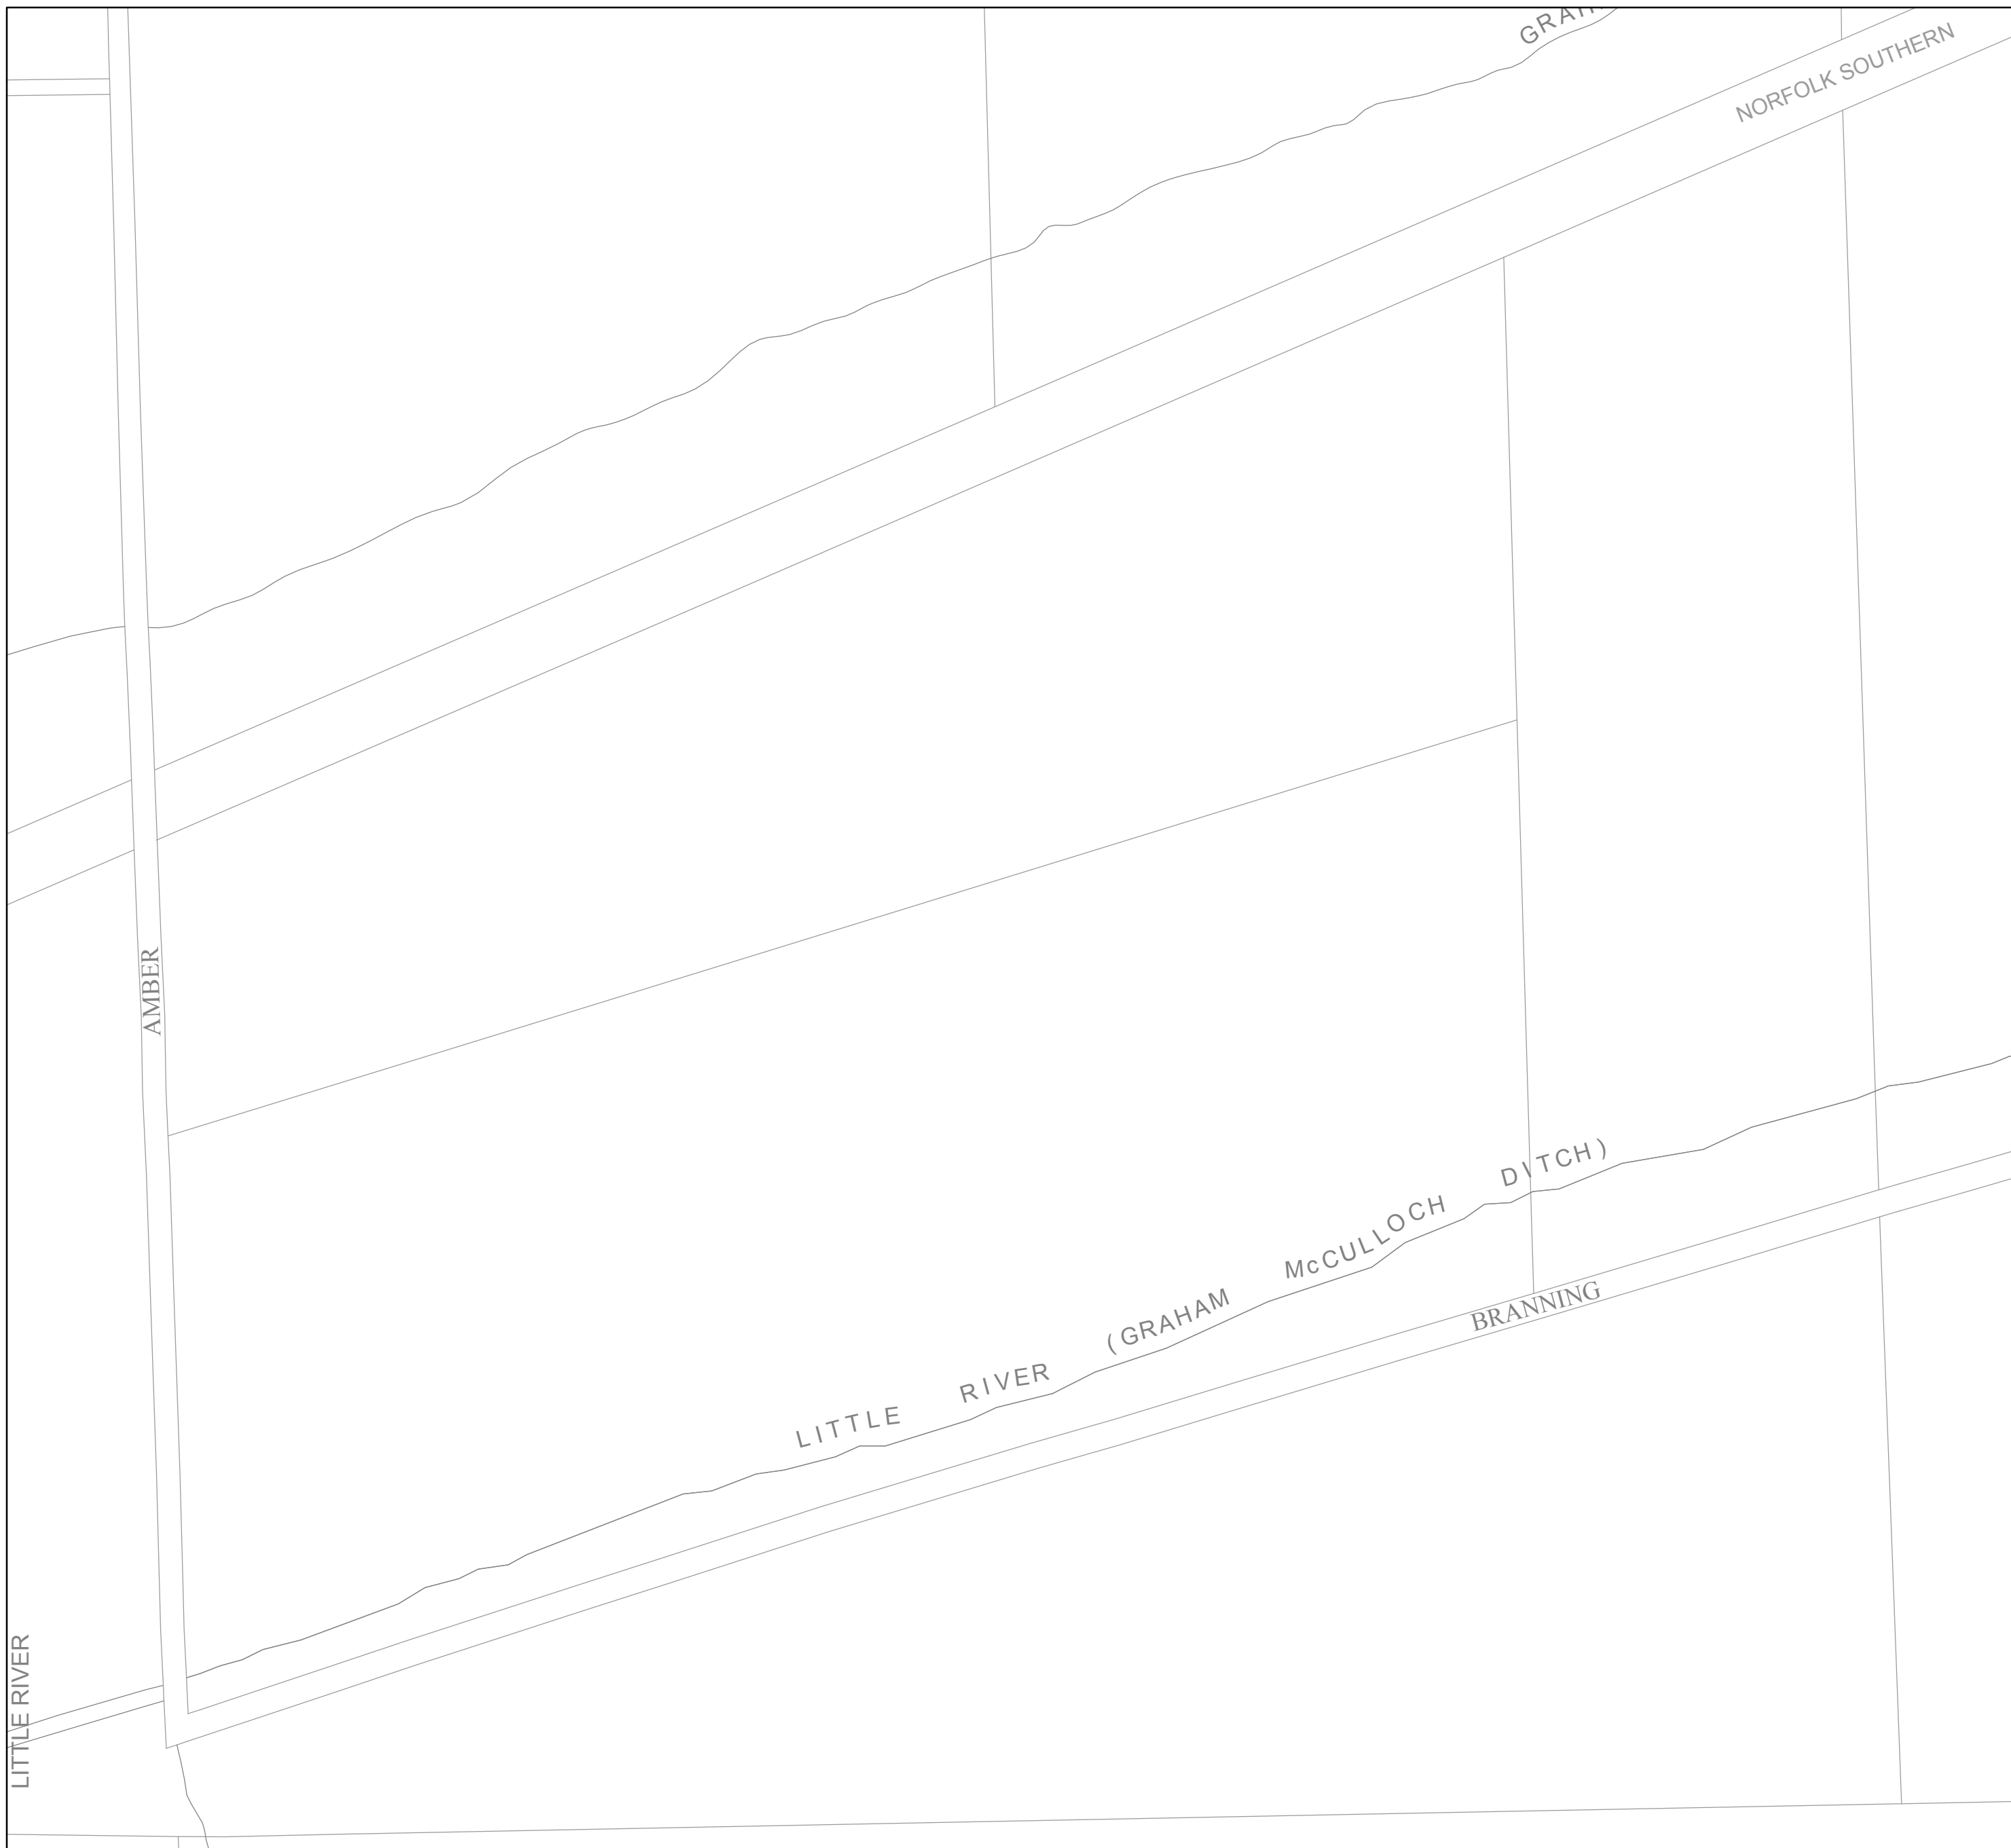 NORFOLK SOUTHERN
AMBER
LITTLE RIVER (GRAHAM McCULLOCH DITCH)
BRANNING
LITTLE RIVER